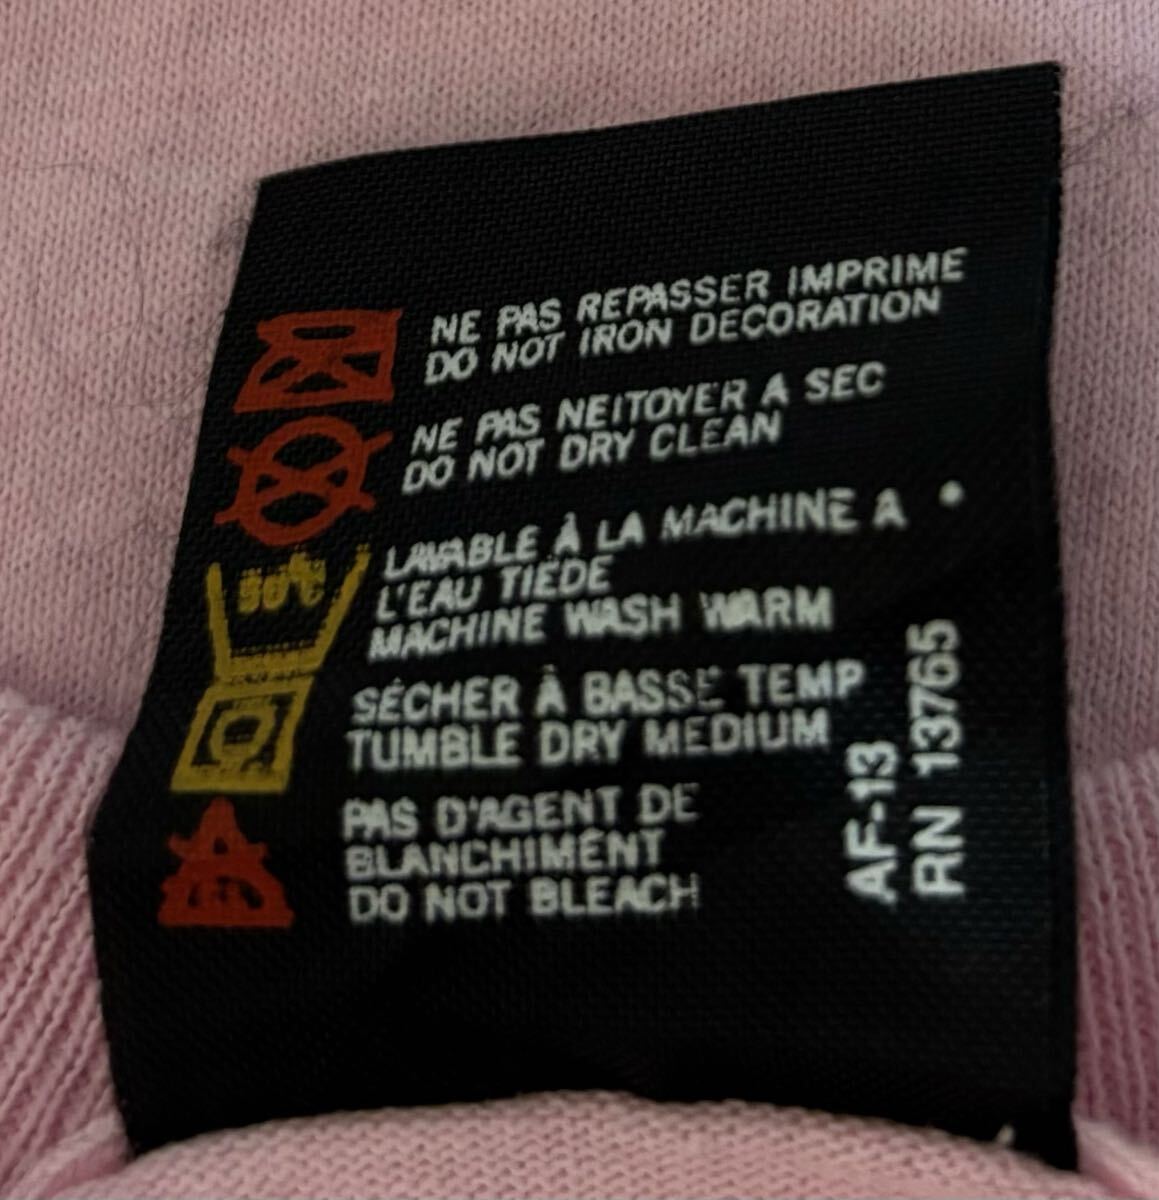 NE PAS REPASSER IMPRIME
DO NOT IRON DECORATION
NE PAS NEITOYER A SEC
DO NOT DRY CLEAN
50°C
LAVABLE À LA MACHINE A
L'EAU TIÈDE
MACHINE WASH WARM
SÉCHER À BASSE TEMP
TUMBLE DRY MEDIUM
PAS D'AGENT DE
BLANCHIMENT
DO NOT BLEACH
AF-13
RN 13765